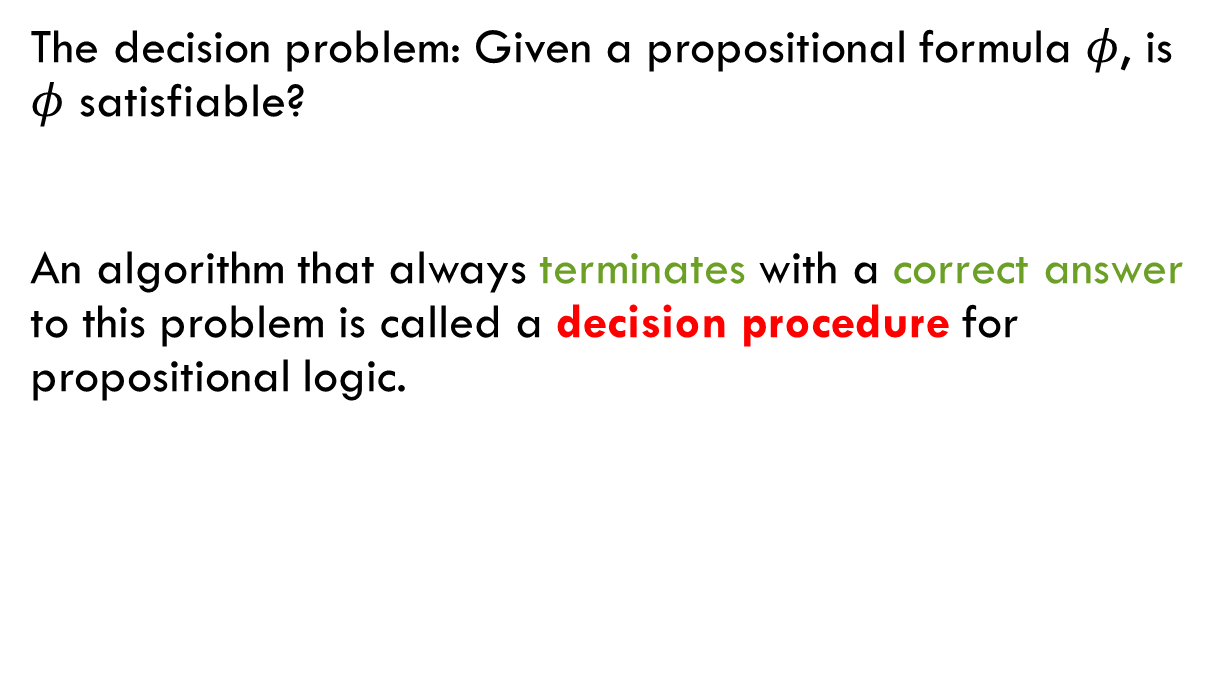 The decision problem: Given a propositional formula 𝜙, is
𝜙 satisfiable?
An algorithm that always terminates with a correct answer
to this problem is called a decision procedure for
propositional logic.